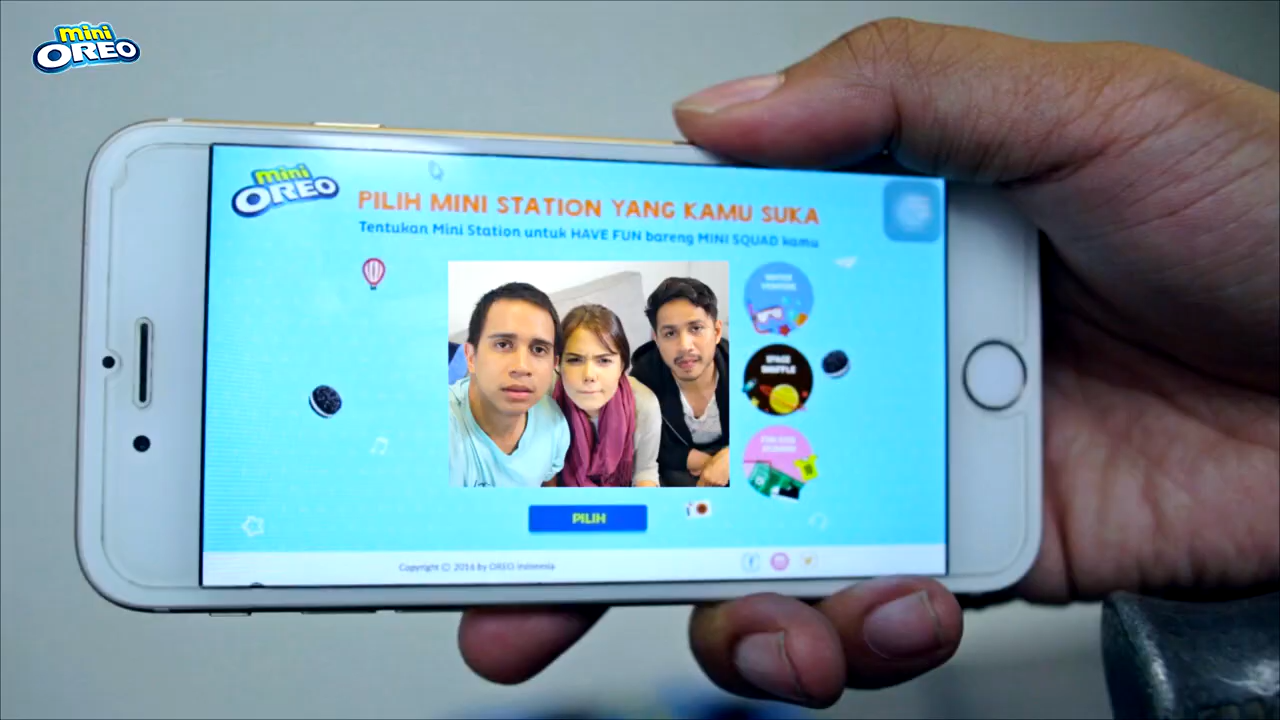 mini
OREO
mini
OREO
PILIH MINI STATION YANG KAMU SUKA
Tentukan Mini Station untuk HAVE FUN bareng MINI SQUAD kamu
SPACE
SHUFFLE
PILIH
Copyright © 2016 by OREO Indonesia